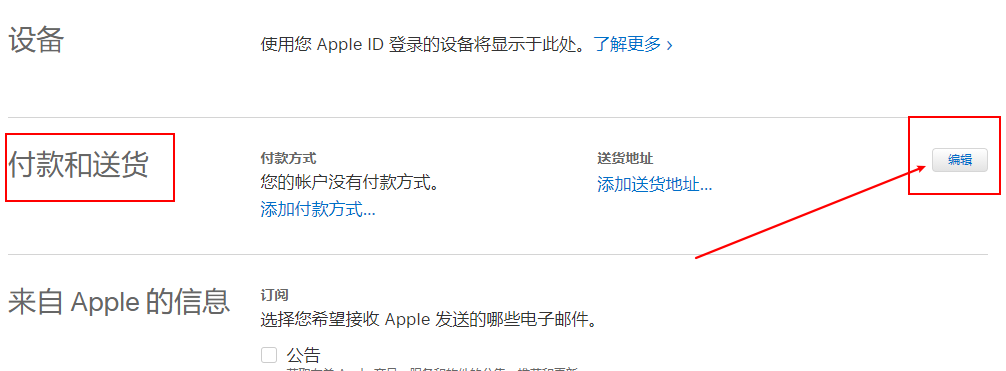 设备
使用您 Apple ID 登录的设备将显示于此处。了解更多 ›
付款和送货
付款方式
您的帐户没有付款方式。
添加付款方式...
送货地址
添加送货地址...
编辑
来自 Apple 的信息
订阅
选择您希望接收 Apple 发送的哪些电子邮件。
公告